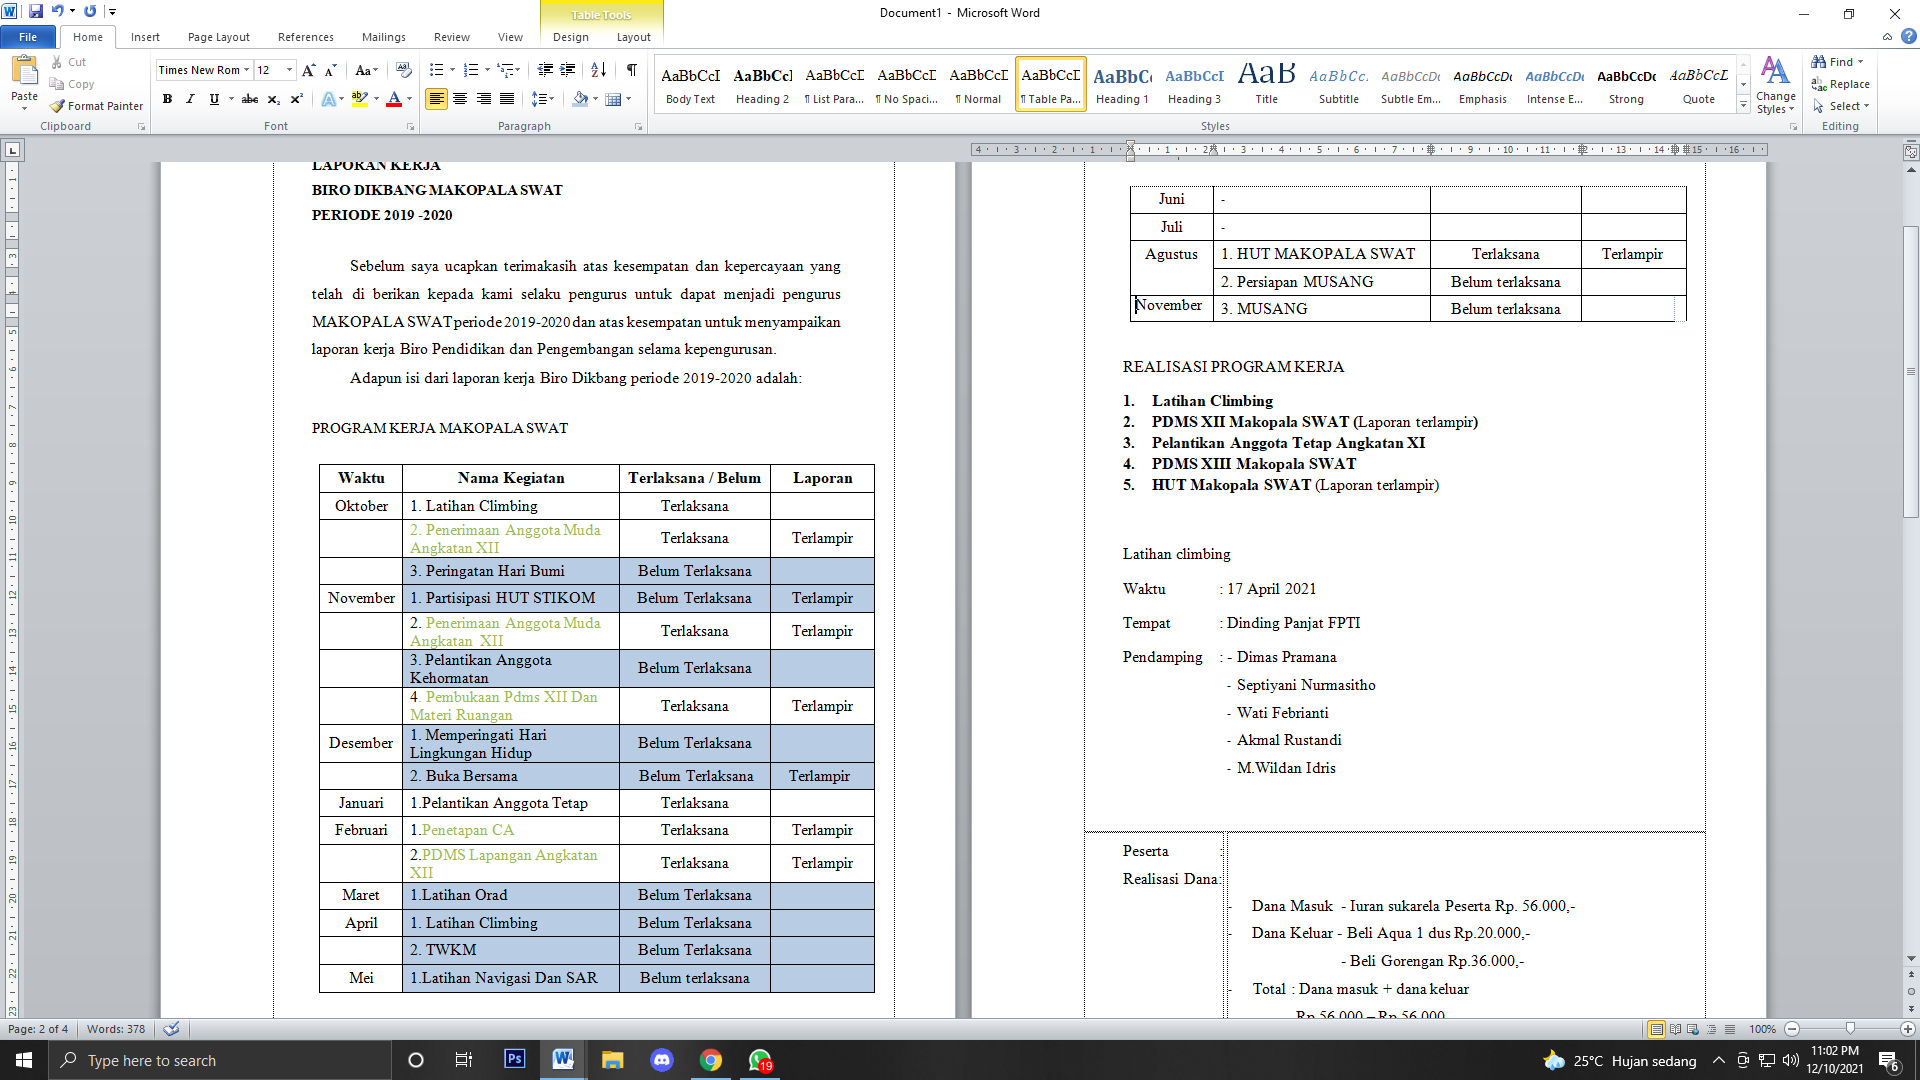 Table Tools
Document1 - Microsoft Word
File
Home
Insert
Page Layout
References
Mailings
Review
View
Design
Layout
Paste
Cut
Copy
Format Painter
Clipboard
Times New Rom
12
Font
Paragraph
AaBbCcI AaBbCcI AaBbCcI AaBbCcI AaBbCcI AaBbCcI AaBbC AaBbCcI AaB AaBbCc. AaBbCcDc AaBbCcDc AaBbCcDc AaBbCcDc AaBbCcD
Body Text
Heading 2
¶ List Para...
¶ No Spaci...
¶ Normal
¶ Table Pa...
Heading 1
Heading 3
Title
Subtitle
Subtle Em...
Emphasis
Intense E...
Strong
Quote
Styles
Change Styles
Find
Replace
Select
Editing
LAPORAN KERJA
BIRO DIKBANG MAKOPALA SWAT
PERIODE 2019 -2020
Sebelum saya ucapkan terimakasih atas kesempatan dan kepercayaan yang
telah di berikan kepada kami selaku pengurus untuk dapat menjadi pengurus
MAKOPALA SWAT periode 2019-2020 dan atas kesempatan untuk menyampaikan
laporan kerja Biro Pendidikan dan Pengembangan selama kepengurusan.
Adapun isi dari laporan kerja Biro Dikbang periode 2019-2020 adalah:
PROGRAM KERJA MAKOPALA SWAT
Waktu Nama Kegiatan Terlaksana / Belum Laporan
Oktober 1. Latihan Climbing Terlaksana
2. Penerimaan Anggota Muda
Angkatan XII Terlaksana Terlampir
3. Peringatan Hari Bumi Belum Terlaksana
November 1. Partisipasi HUT STIKOM Belum Terlaksana Terlampir
2. Penerimaan Anggota Muda
Angkatan XII Terlaksana Terlampir
3. Pelantikan Anggota
Kehormatan Belum Terlaksana
4. Pembukaan Pdms XII Dan
Materi Ruangan Terlaksana Terlampir
Desember 1. Memperingati Hari
Lingkungan Hidup Belum Terlaksana
2. Buka Bersama Belum Terlaksana Terlampir
Januari 1.Pelantikan Anggota Tetap Terlaksana
Februari 1.Penetapan CA Terlaksana Terlampir
2.PDMS Lapangan Angkatan
XII Terlaksana Terlampir
Maret 1.Latihan Orad Belum Terlaksana
April 1. Latihan Climbing Belum Terlaksana
2. TWKM Belum Terlaksana
Mei 1.Latihan Navigasi Dan SAR Belum terlaksana
Juni -
Juli -
Agustus 1. HUT MAKOPALA SWAT Terlaksana Terlampir
2. Persiapan MUSANG Belum terlaksana
November 3. MUSANG Belum terlaksana
REALISASI PROGRAM KERJA
1. Latihan Climbing
2. PDMS XII Makopala SWAT (Laporan terlampir)
3. Pelantikan Anggota Tetap Angkatan XI
4. PDMS XIII Makopala SWAT
5. HUT Makopala SWAT (Laporan terlampir)
Latihan climbing
Waktu : 17 April 2021
Tempat : Dinding Panjat FPTI
Pendamping : - Dimas Pramana
- Septiyani Nurmasitho
- Wati Febrianti
- Akmal Rustandi
- M.Wildan Idris
Peserta :
Realisasi Dana:
- Dana Masuk - Iuran sukarela Peserta Rp. 56.000,-
- Dana Keluar - Beli Aqua 1 dus Rp.20.000,-
- Beli Gorengan Rp.36.000,-
- Total : Dana masuk + dana keluar
Rp 56.000 – Rp 56.000
Page: 2 of 4
Words: 378
100%
Type here to search
19
25°C Hujan sedang
11:02 PM
12/10/2021
6